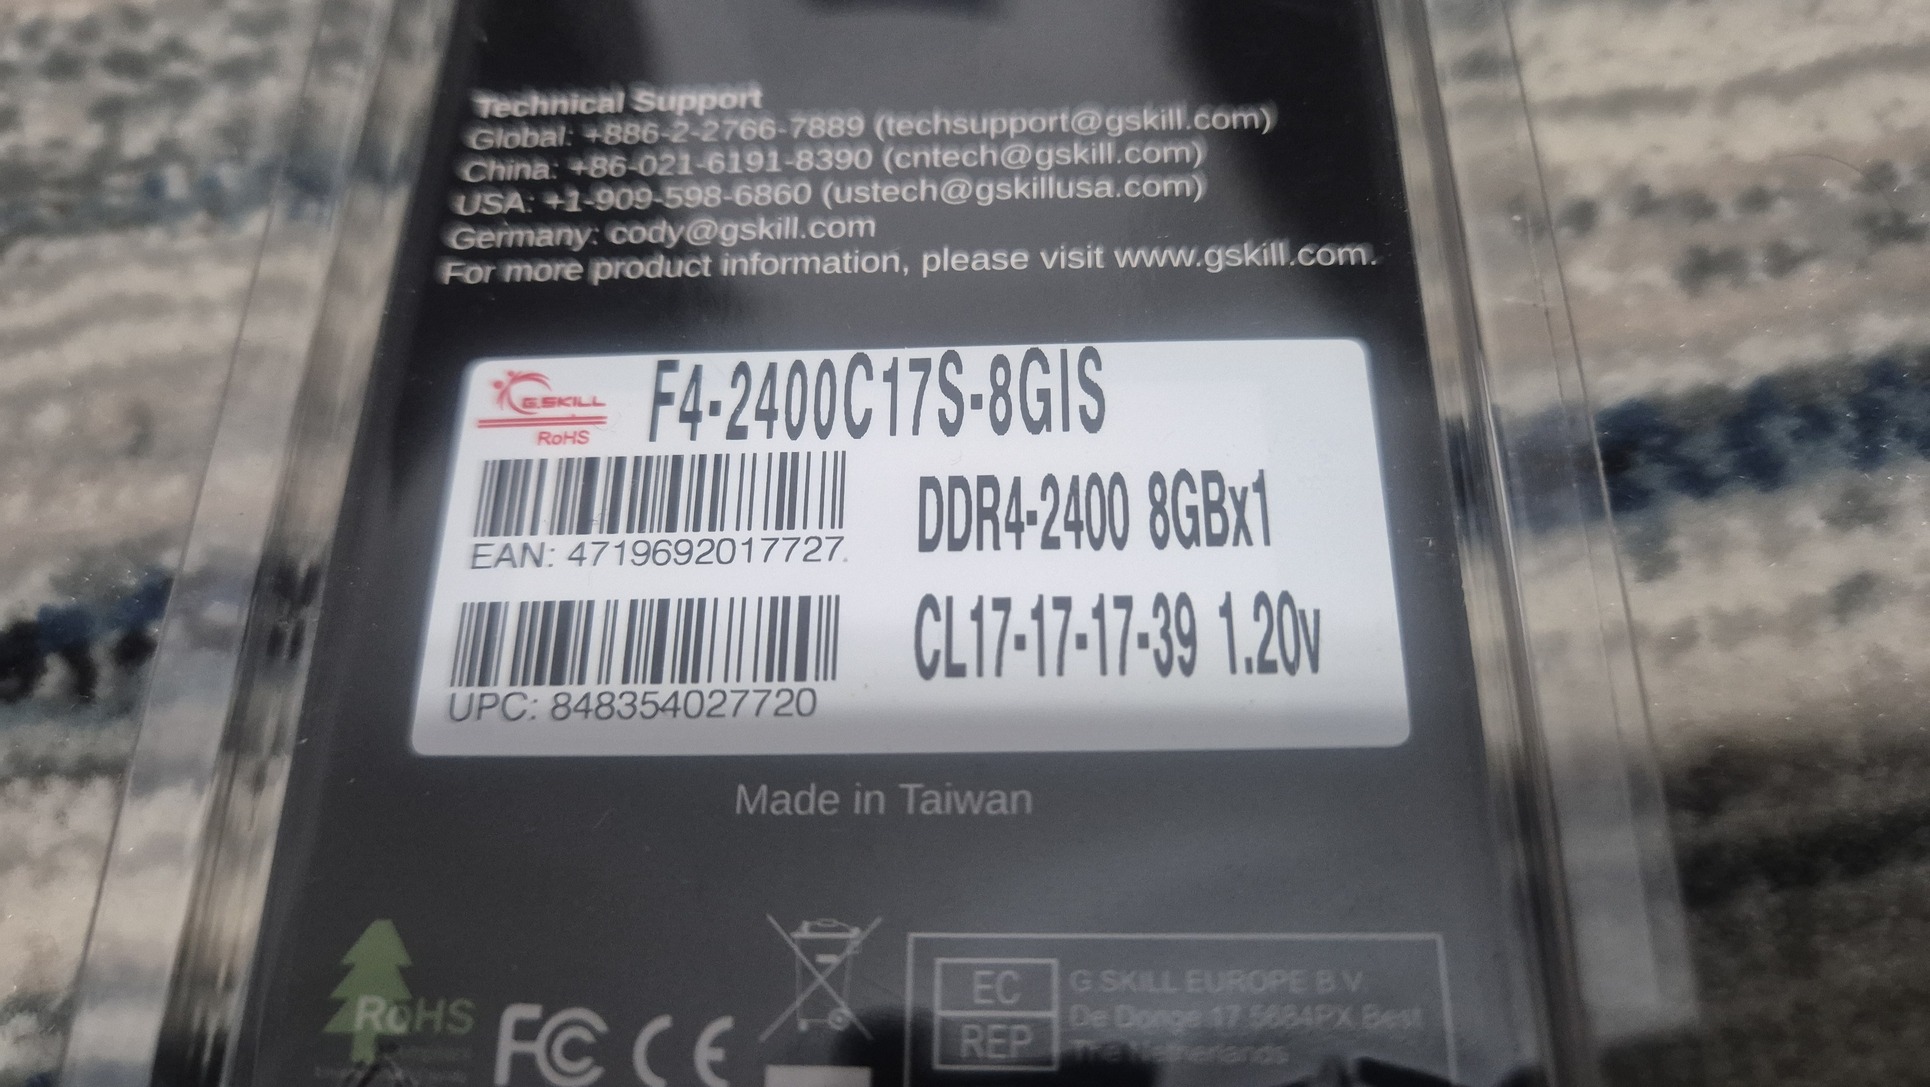 Technical Support
Global: +886-2-2766-7889 (techsupport@gskill.com)
China: +86-021-6191-8390 (cntech@gskill.com)
USA: +1-909-598-6860 (ustech@gskillusa.com)
Germany: cody@gskill.com
For more product information, please visit www.gskill.com.
G.SKILL
RoHS
F4-2400C17S-8GIS
EAN: 4719692017727
DDR4-2400 8GBx1
CL17-17-17-39 1.20v
UPC: 848354027720
Made in Taiwan
RoHS
FC CE
EC
REP
G.SKILL EUROPE B.V.
De Donge 17 5684PX Best
The Netherlands